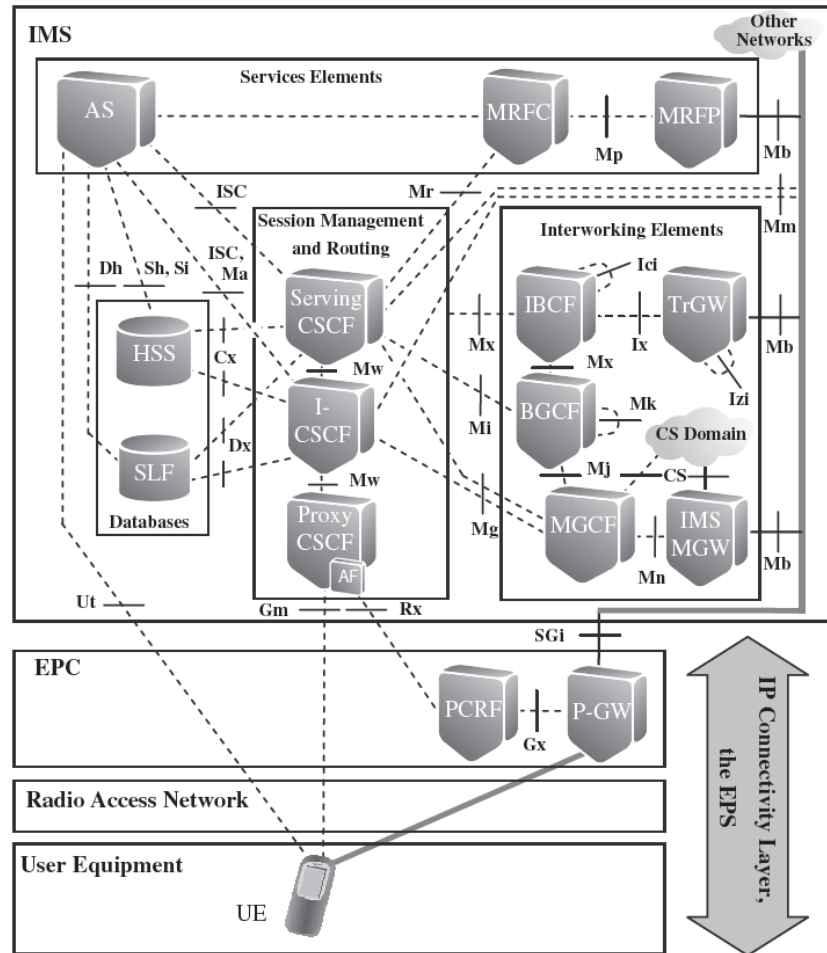 IMS
Other
Networks
Services Elements
AS
MRFC
MRFP
Mp
Mb
ISC
Mr
Mm
Session Management
and Routing
Interworking Elements
Dh
Sh, Si
ISC,
Ma
Serving
CSCF
IBCF
Ici
TrGW
HSS
Cx
Mx
Ix
Mb
Mw
Mx
Izi
I-
CSCF
BGCF
Mk
Mi
CS Domain
SLF
Dx
Mw
Mj
CS
Databases
Proxy
CSCF
AF
Mg
MGCF
IMS
MGW
Mn
Mb
Ut
Gm
Rx
SGi
EPC
PCRF
Gx
P-GW
IP Connectivity Layer,
the EPS
Radio Access Network
User Equipment
UE